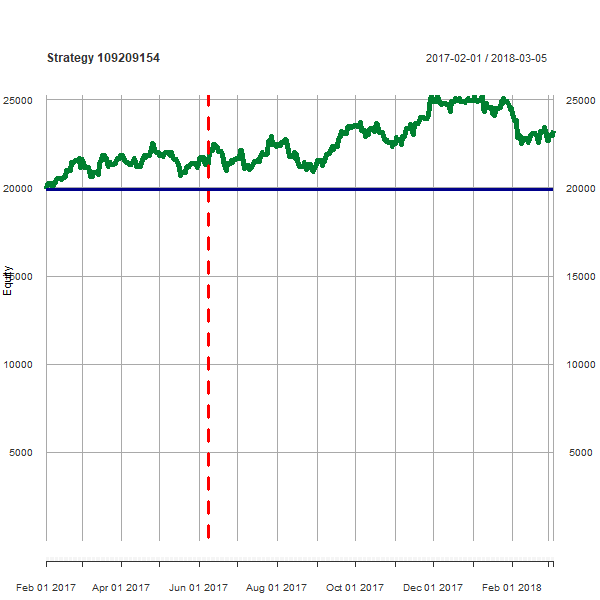 Strategy 109209154
2017-02-01 / 2018-03-05
25000
25000
20000
20000
15000
15000
Equity
10000
10000
5000
5000
Feb 01 2017
Apr 01 2017
Jun 01 2017
Aug 01 2017
Oct 01 2017
Dec 01 2017
Feb 01 2018